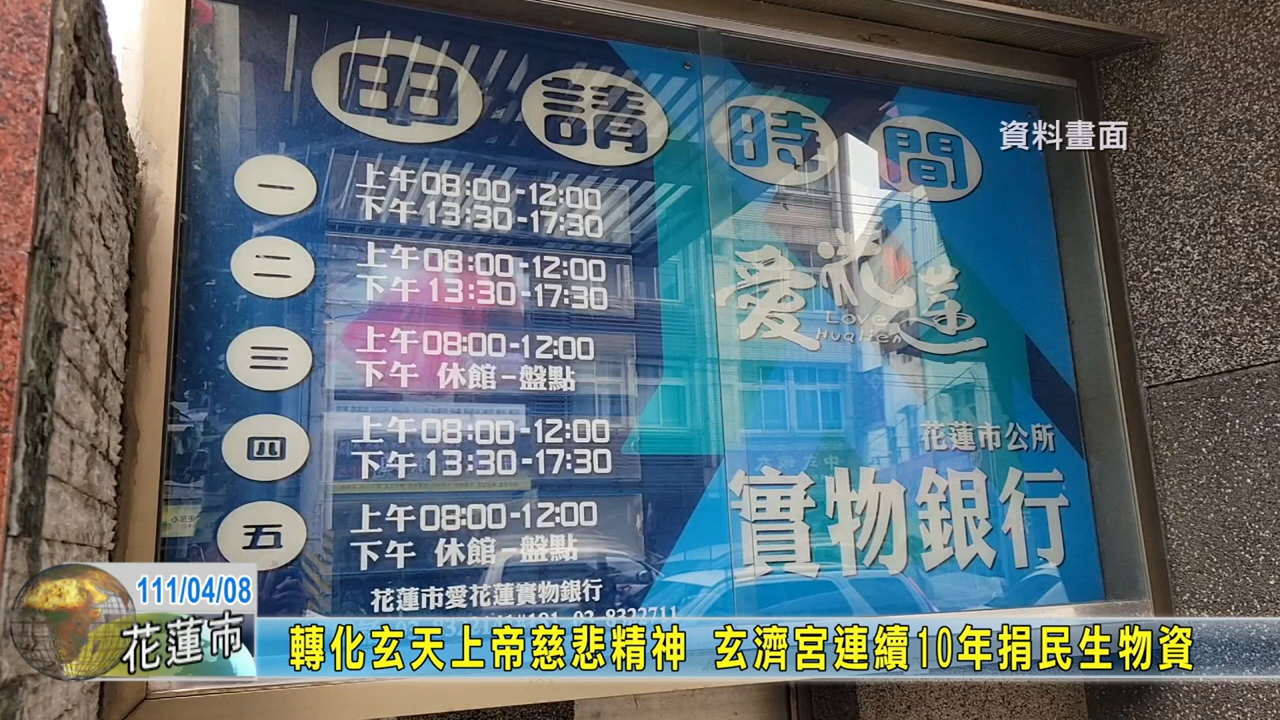 申請時間
資料畫面
一
上午08:00-12:00
下午13:30-17:30
二
上午08:00-12:00
下午13:30-17:30
三
上午08:00-12:00
下午 休館-盤點
四
上午08:00-12:00
下午13:30-17:30
五
上午08:00-12:00
下午 休館-盤點
愛花蓮
Love
Hualien
花蓮市公所
實物銀行
花蓮市愛花蓮實物銀行
8322711
111/04/08
花蓮市
轉化玄天上帝慈悲精神 玄濟宮連續10年捐民生物資